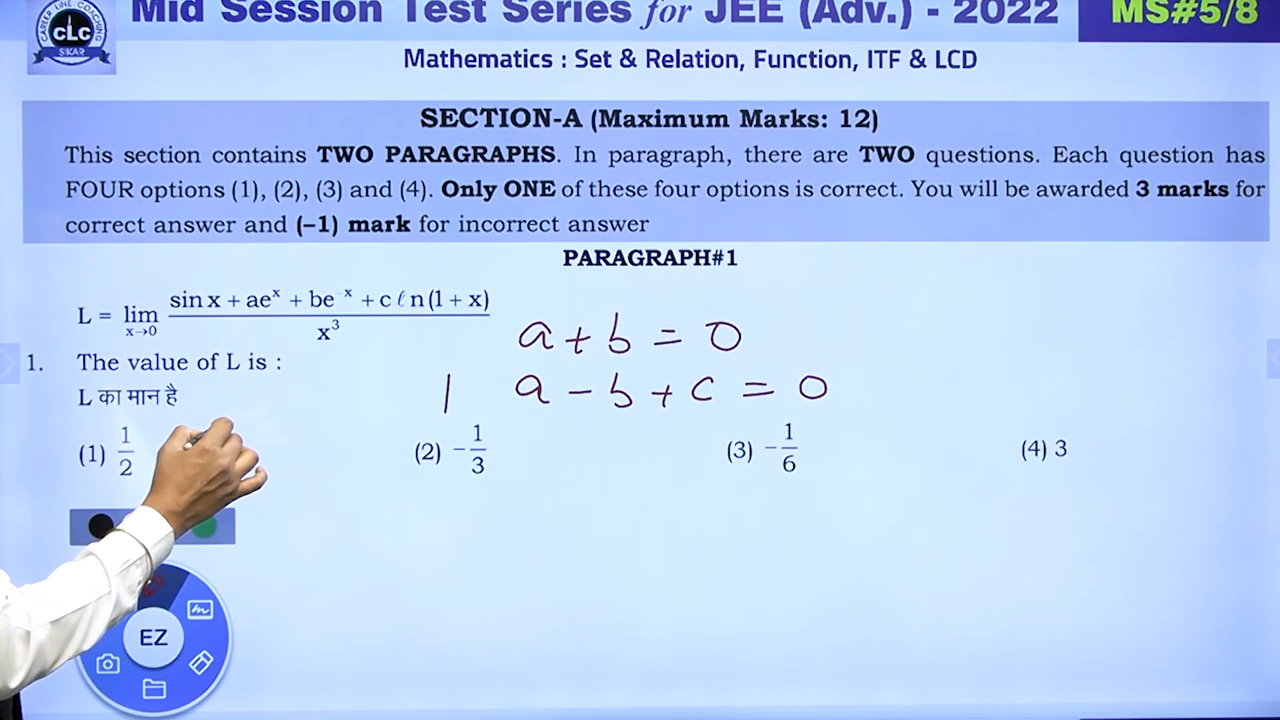 Mid Session Test Series for JEE (Adv.) - 2022
MS#5/8
CAREER LINE COACHING
CLC
SIKAR
Mathematics : Set & Relation, Function, ITF & LCD
SECTION-A (Maximum Marks: 12)
This section contains TWO PARAGRAPHS. In paragraph, there are TWO questions. Each question has
FOUR options (1), (2), (3) and (4). Only ONE of these four options is correct. You will be awarded 3 marks for
correct answer and (–1) mark for incorrect answer
PARAGRAPH#1
L = lim x→0 (sin x + ae^x + be^-x + c ℓn(1 + x)) / x^3
a + b = 0
1. The value of L is :
1 a - b + c = 0
L का मान है
(1) 1/2 (2) -1/3 (3) -1/6 (4) 3
EZ